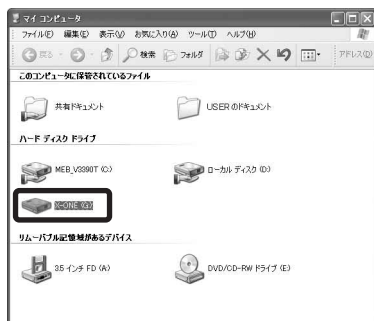 マイ コンピュータ
ファイル(F) 編集(E) 表示(V) お気に入り(A) ツール(T) ヘルプ(H)
戻る 検索 フォルダ アドレス(D)
このコンピュータに保管されているファイル
共有ドキュメント USER のドキュメント
ハード ディスク ドライブ
MEB_V3390T (C:) ローカル ディスク (D:)
X-ONE (G:)
リムーバブル記憶域があるデバイス
3.5 インチ FD (A:) DVD/CD-RW ドライブ (E:)